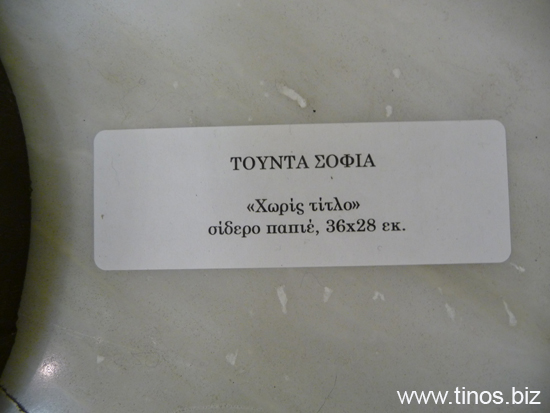 ΤΟΥΝΤΑ ΣΟΦΙΑ
«Χωρίς τίτλο»
σίδερο παπιέ, 36x28 εκ.
www.tinos.biz